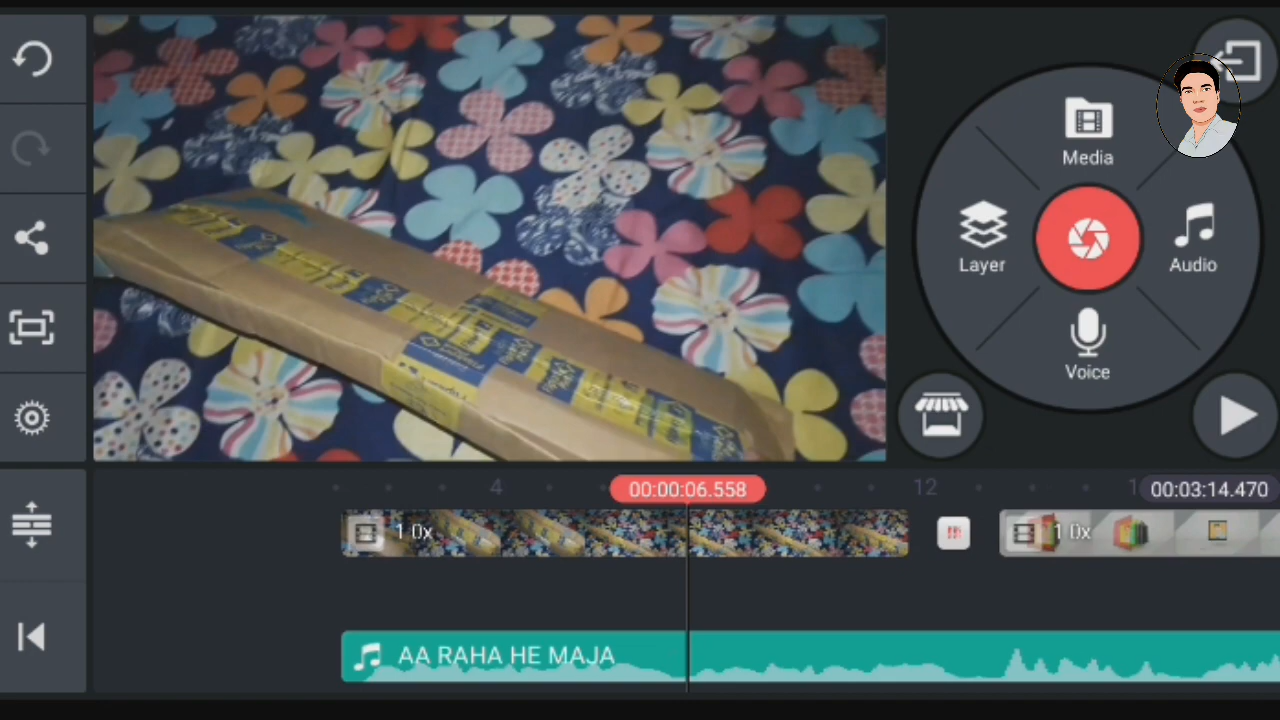 Media
Layer
Audio
Voice
4
00:00:06.558
12
1
00:03:14.470
1.0x
1.0x
AA RAHA HE MAJA